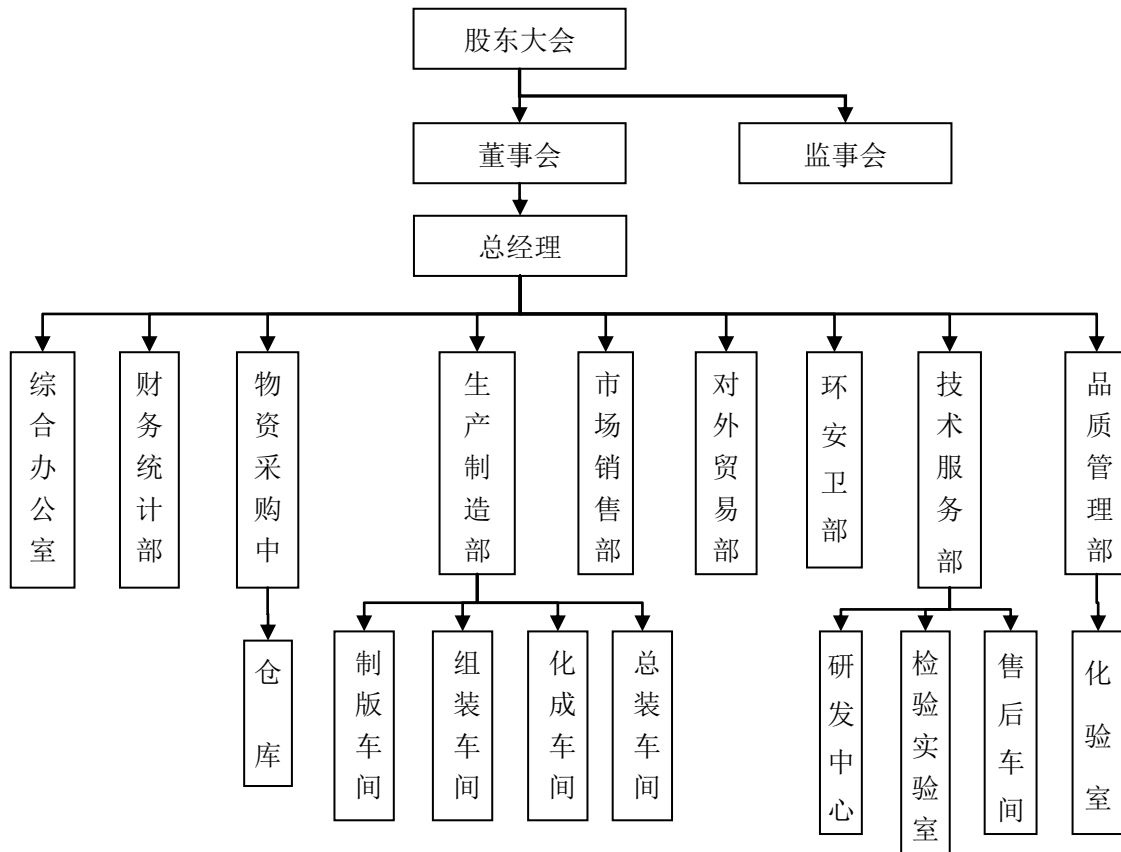 股东大会
董事会
监事会
总经理
综合办公室
财务统计部
物资采购中
生产制造部
市场销售部
对外贸易部
环安卫部
技术服务部
品质管理部
仓库
制版车间
组装车间
化成车间
总装车间
研发中心
检验实验室
售后车间
化验室